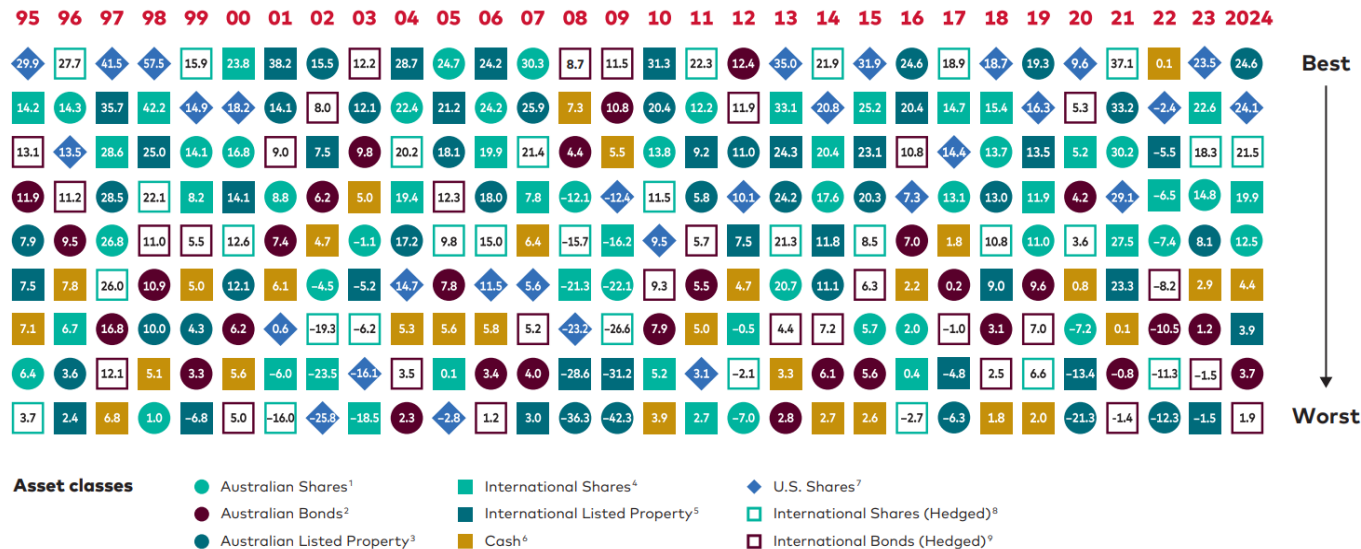 95 96 97 98 99 00 01 02 03 04 05 06 07 08 09 10 11 12 13 14 15 16 17 18 19 20 21 22 23 2024
29.9 27.7 41.5 57.5 15.9 23.8 38.2 15.5 12.2 28.7 24.7 24.2 30.3 8.7 11.5 31.3 22.3 12.4 35.0 21.9 31.9 24.6 18.9 18.7 19.3 9.6 37.1 0.1 23.5 24.6 Best
14.2 14.3 35.7 42.2 14.9 18.2 14.1 8.0 12.1 22.4 21.2 24.2 25.9 7.3 10.8 20.4 12.2 11.9 33.1 20.8 25.2 20.4 14.7 15.4 16.3 5.3 33.2 −2.4 22.6 24.1
13.1 13.5 28.6 25.0 14.1 16.8 9.0 7.5 9.8 20.2 18.1 19.9 21.4 4.4 5.5 13.8 9.2 11.0 24.3 20.4 23.1 10.8 14.4 13.7 13.5 5.2 30.2 −5.5 18.3 21.5
11.9 11.2 28.5 22.1 8.2 14.1 8.8 6.2 5.0 19.4 12.3 18.0 7.8 −12.1 −12.4 11.5 5.8 10.1 24.2 17.6 20.3 7.3 13.1 13.0 11.9 4.2 29.1 −6.5 14.8 19.9
7.9 9.5 26.8 11.0 5.5 12.6 7.4 4.7 −1.1 17.2 9.8 15.0 6.4 −15.7 −16.2 9.5 5.7 7.5 21.3 11.8 8.5 7.0 1.8 10.8 11.0 3.6 27.5 −7.4 8.1 12.5
7.5 7.8 26.0 10.9 5.0 12.1 6.1 −4.5 −5.2 14.7 7.8 11.5 5.6 −21.3 −22.1 9.3 5.5 4.7 20.7 11.1 6.3 2.2 0.2 9.0 9.6 0.8 23.3 −8.2 2.9 4.4
7.1 6.7 16.8 10.0 4.3 6.2 0.6 −19.3 −6.2 5.3 5.6 5.8 5.2 −23.2 −26.6 7.9 5.0 −0.5 4.4 7.2 5.7 2.0 −1.0 3.1 7.0 −7.2 0.1 −10.5 1.2 3.9
6.4 3.6 12.1 5.1 3.3 5.6 −6.0 −23.5 −16.1 3.5 0.1 3.4 4.0 −28.6 −31.2 5.2 3.1 −2.1 3.3 6.1 5.6 0.4 −4.8 2.5 6.6 −13.4 −0.8 −11.3 −1.5 3.7
3.7 2.4 6.8 1.0 −6.8 5.0 −16.0 −25.8 −18.5 2.3 −2.8 1.2 3.0 −36.3 −42.3 3.9 2.7 −7.0 2.8 2.7 2.6 −2.7 −6.3 1.8 2.0 −21.3 −1.4 −12.3 −1.5 1.9 Worst
Asset classes
Australian Shares¹ International Shares⁴ U.S. Shares⁷
Australian Bonds² International Listed Property⁵ International Shares (Hedged)⁸
Australian Listed Property³ Cash⁶ International Bonds (Hedged)⁹